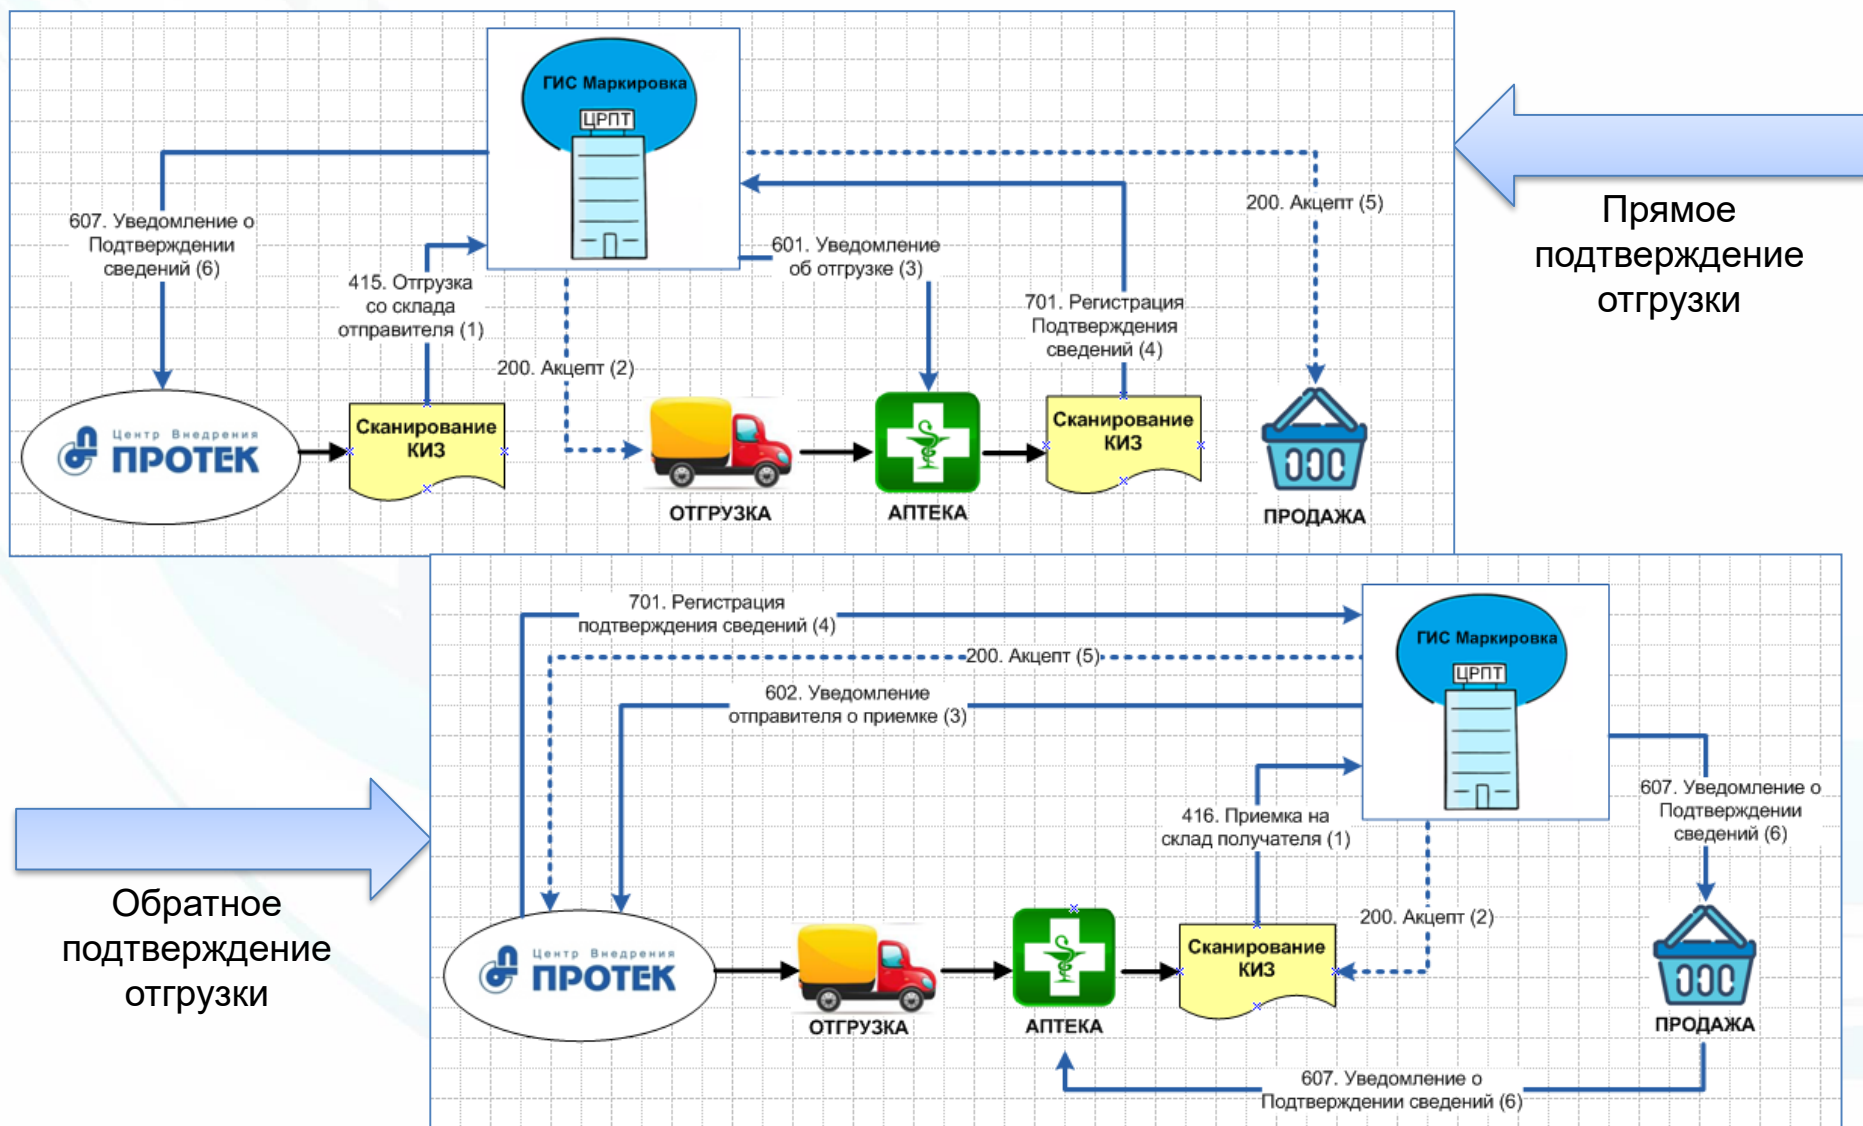 ГИС Маркировка
ЦРПТ
607. Уведомление о
Подтверждении
сведений (6)
415. Отгрузка
со склада
отправителя (1)
200. Акцепт (2)
601. Уведомление
об отгрузке (3)
701. Регистрация
Подтверждения
сведений (4)
200. Акцепт (5)
Центр Внедрения
ПРОТЕК
Сканирование
КИЗ
ОТГРУЗКА
АПТЕКА
Сканирование
КИЗ
ПРОДАЖА
Прямое
подтверждение
отгрузки
701. Регистрация
подтверждения сведений (4)
200. Акцепт (5)
602. Уведомление
отправителя о приемке (3)
ГИС Маркировка
ЦРПТ
416. Приемка на
склад получателя (1)
607. Уведомление о
Подтверждении
сведений (6)
200. Акцепт (2)
Центр Внедрения
ПРОТЕК
ОТГРУЗКА
АПТЕКА
Сканирование
КИЗ
ПРОДАЖА
607. Уведомление о
Подтверждении сведений (6)
Обратное
подтверждение
отгрузки